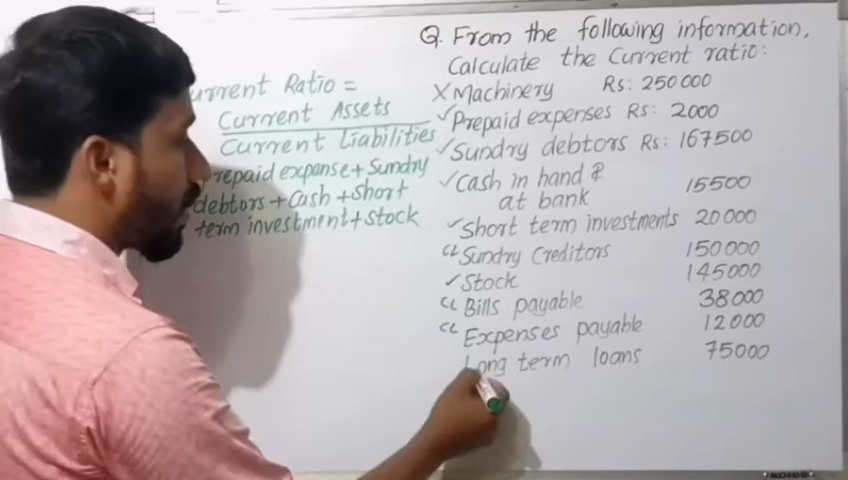 Q. From the following information,
Calculate the Current ratio:
X Machinery Rs: 250000
✓ Prepaid expenses Rs: 2000
✓ Sundry debtors Rs: 167500
✓ Cash in hand &
at bank 15500
✓ Short term investments 20000
CL Sundry Creditors 150000
✓ Stock 145000
CL Bills payable 38000
CL Expenses payable 12000
Long term loans 75000
urrent Ratio =
Current Assets
Current Liabilities
Prepaid expanse + Sundry
debtors + Cash + Short
term investment + Stock